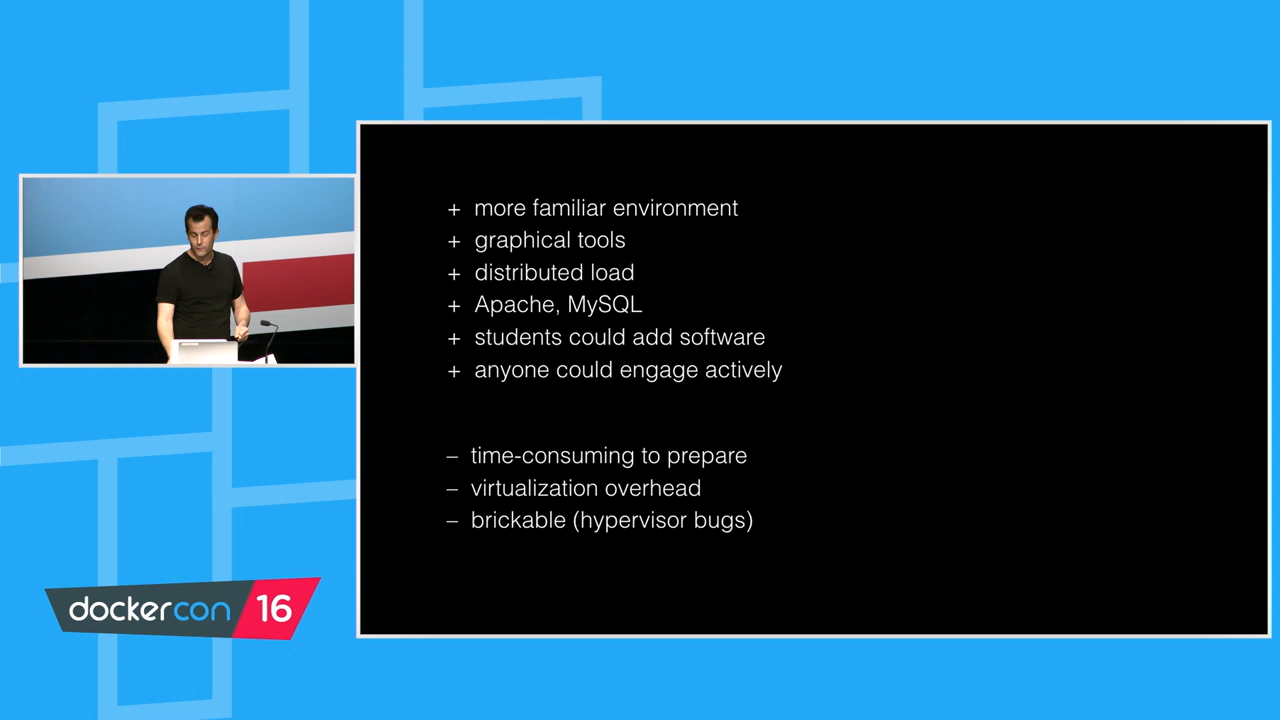 + more familiar environment
+ graphical tools
+ distributed load
+ Apache, MySQL
+ students could add software
+ anyone could engage actively
– time-consuming to prepare
– virtualization overhead
– brickable (hypervisor bugs)
dockercon 16